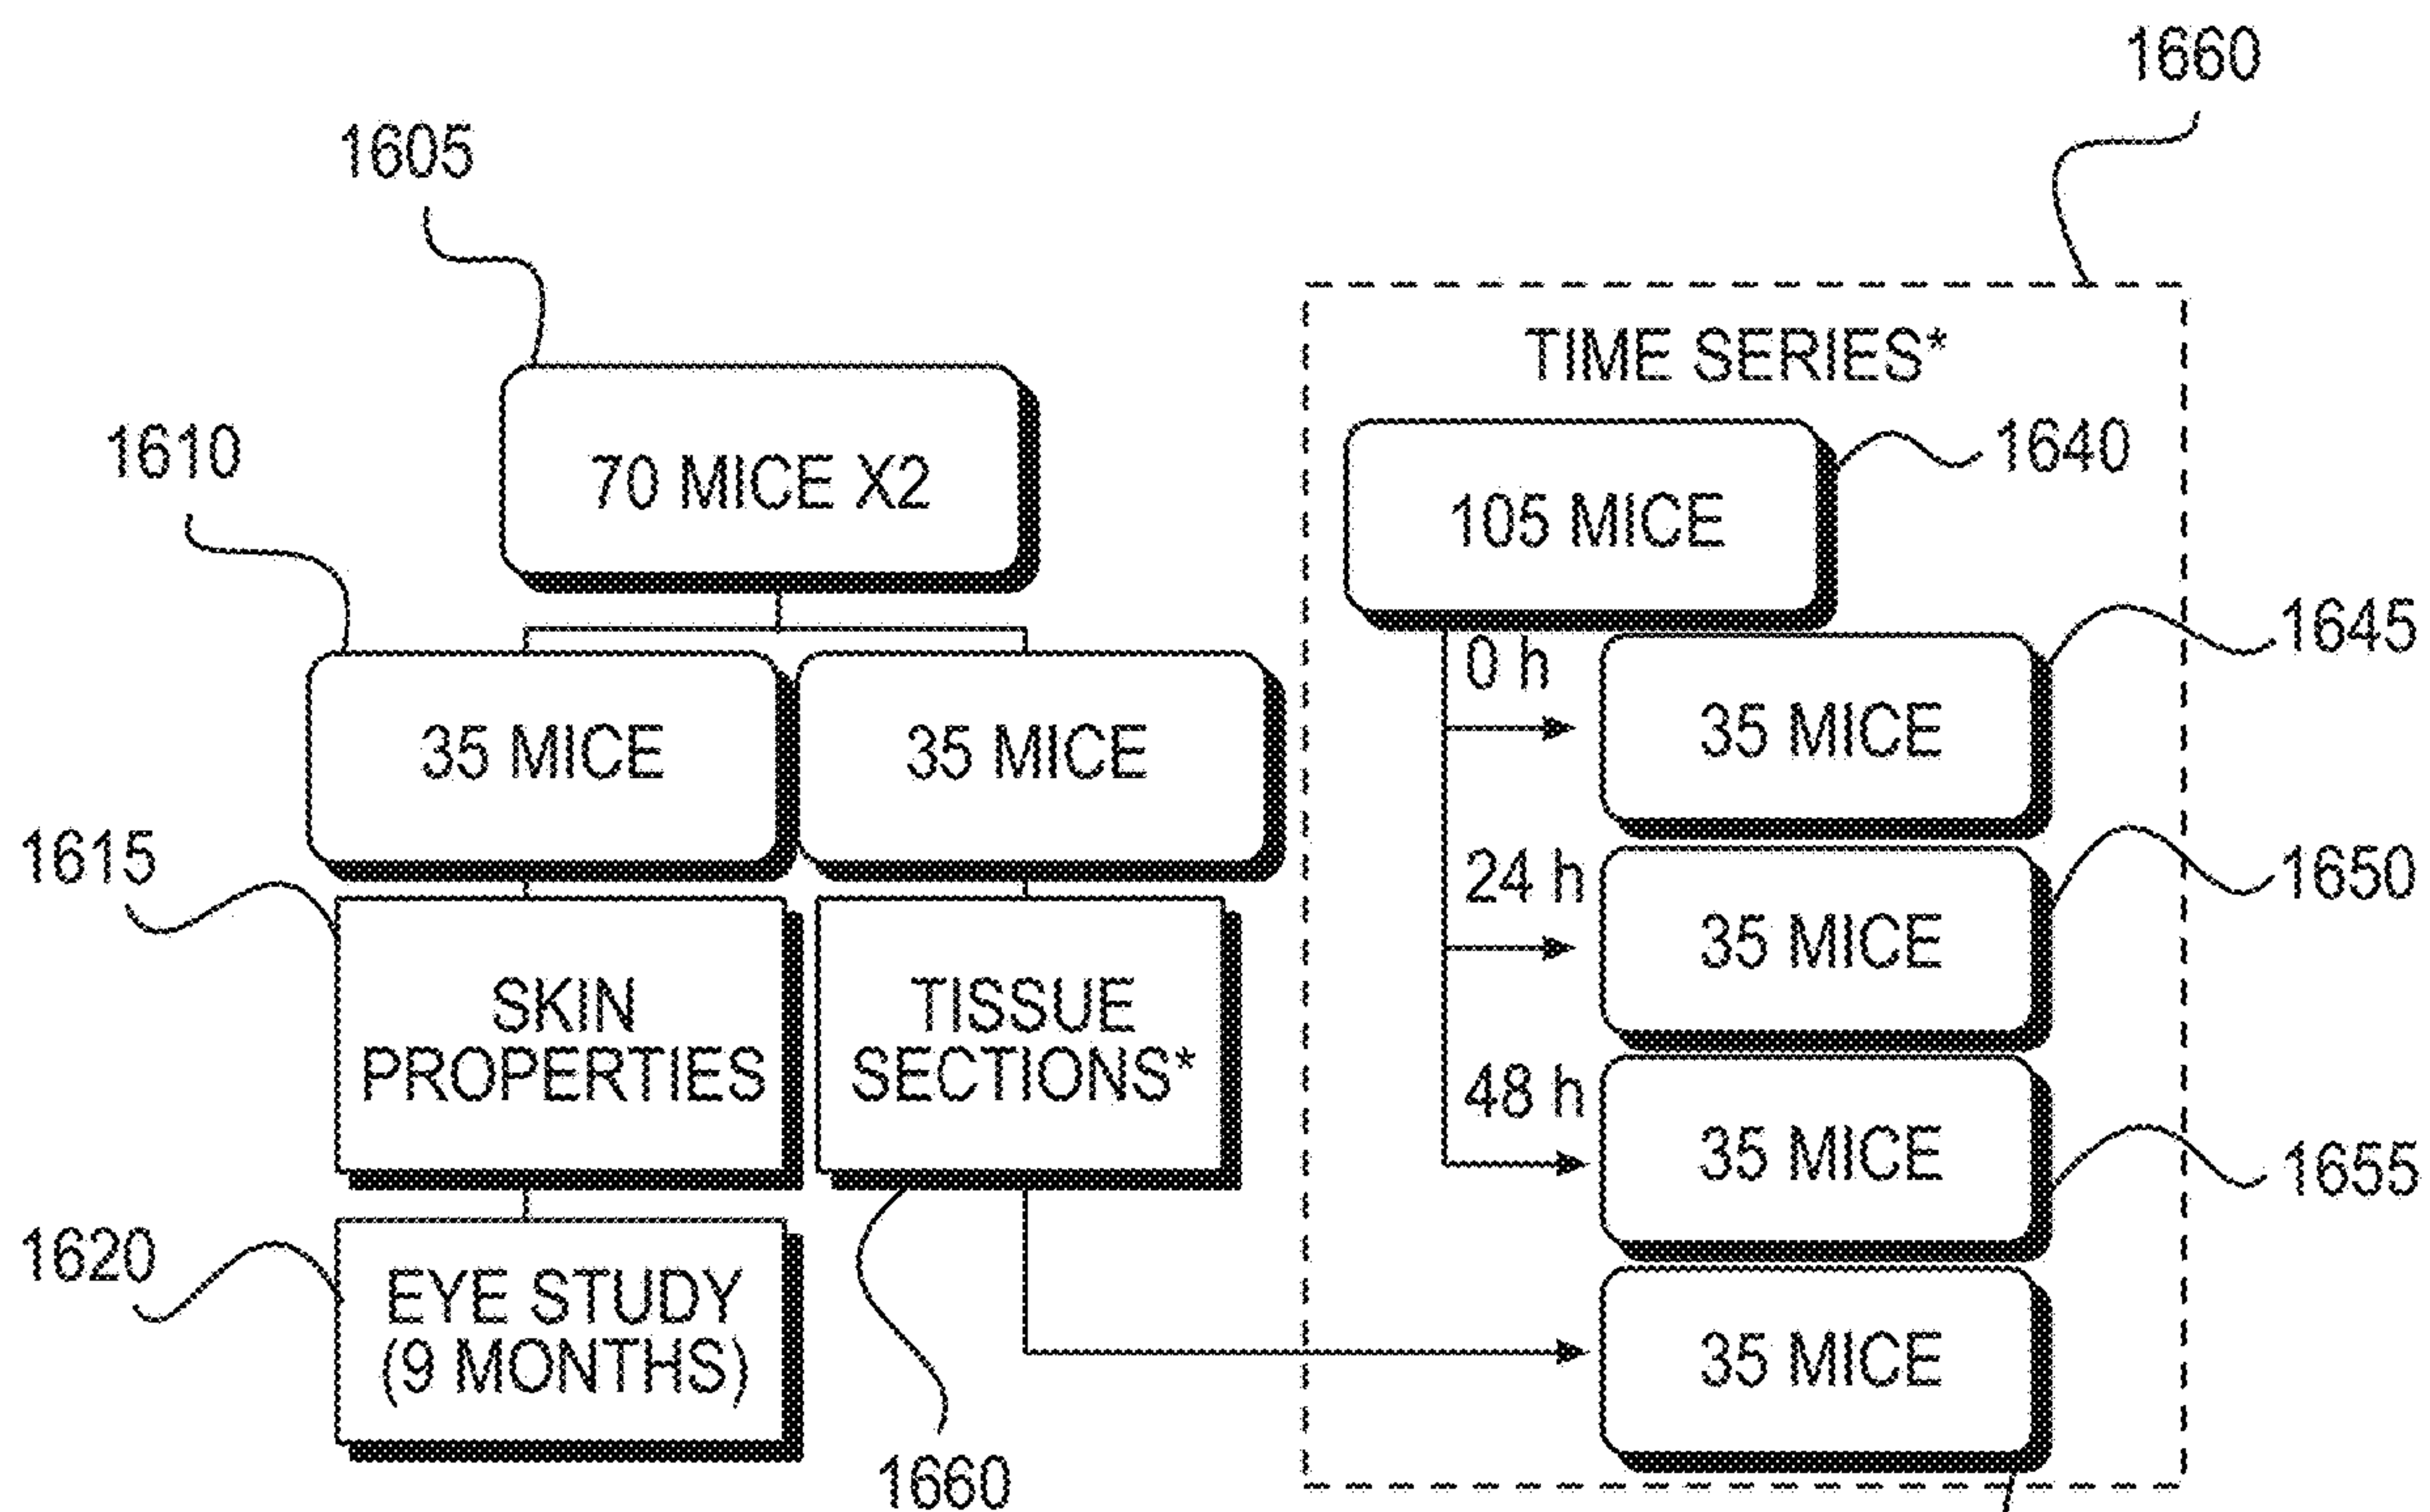 1660
1605
TIME SERIES*
1610
70 MICE X2
1640
105 MICE
1645
0 h
35 MICE
35 MICE
35 MICE
1615
24 h
1650
35 MICE
SKIN
PROPERTIES
TISSUE
SECTIONS*
48 h
35 MICE
1655
1620
EYE STUDY
(9 MONTHS)
35 MICE
1660